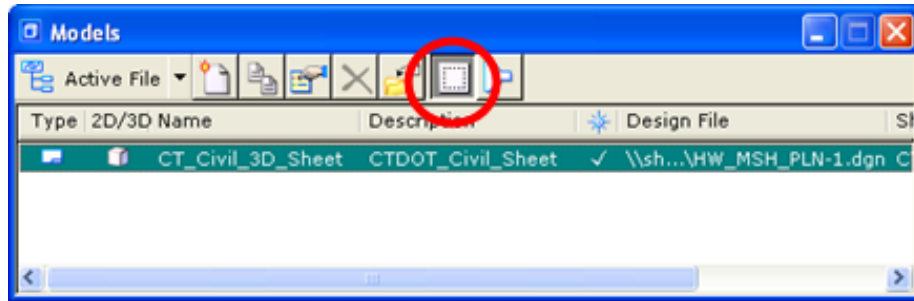 Models
Active File
Type 2D/3D Name Description Design File
CT_Civil_3D_Sheet CTDOT_Civil_Sheet \\sh...\HW_MSH_PLN-1.dgn C